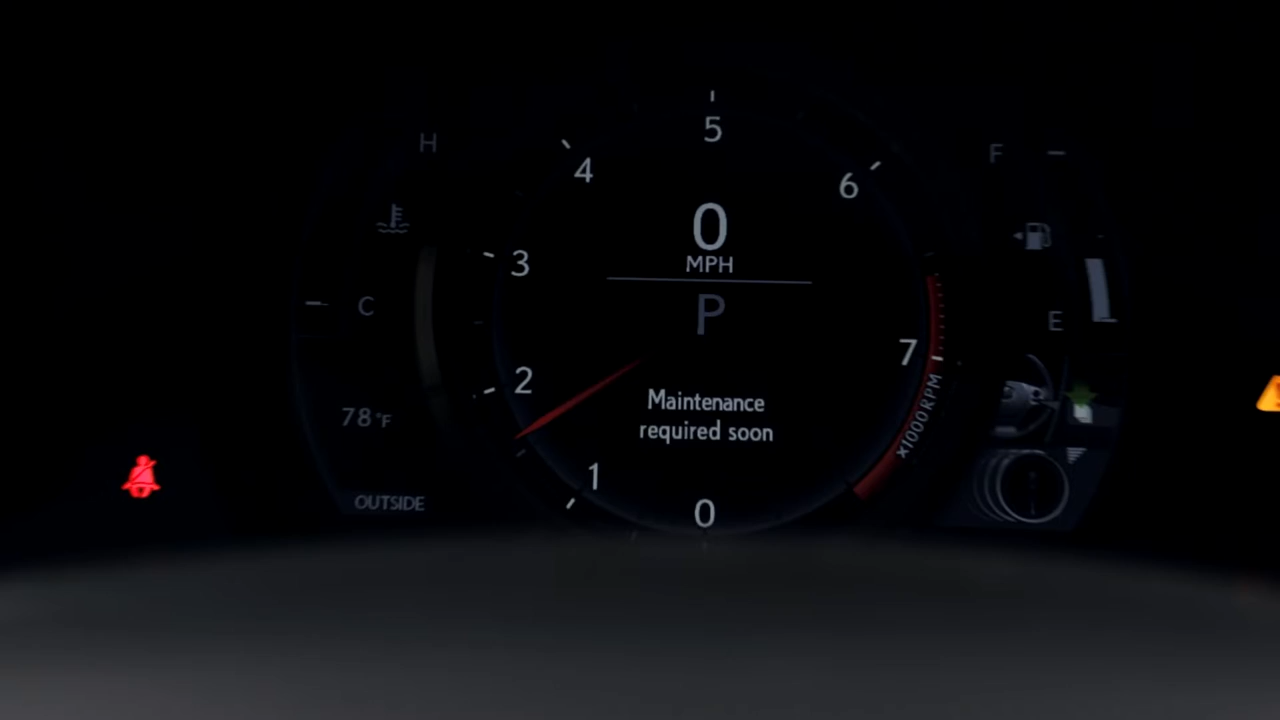 5
4
6
H
F
0
MPH
3
C
P
E
7
2
Maintenance
required soon
x1000RPM
78°F
1
0
OUTSIDE